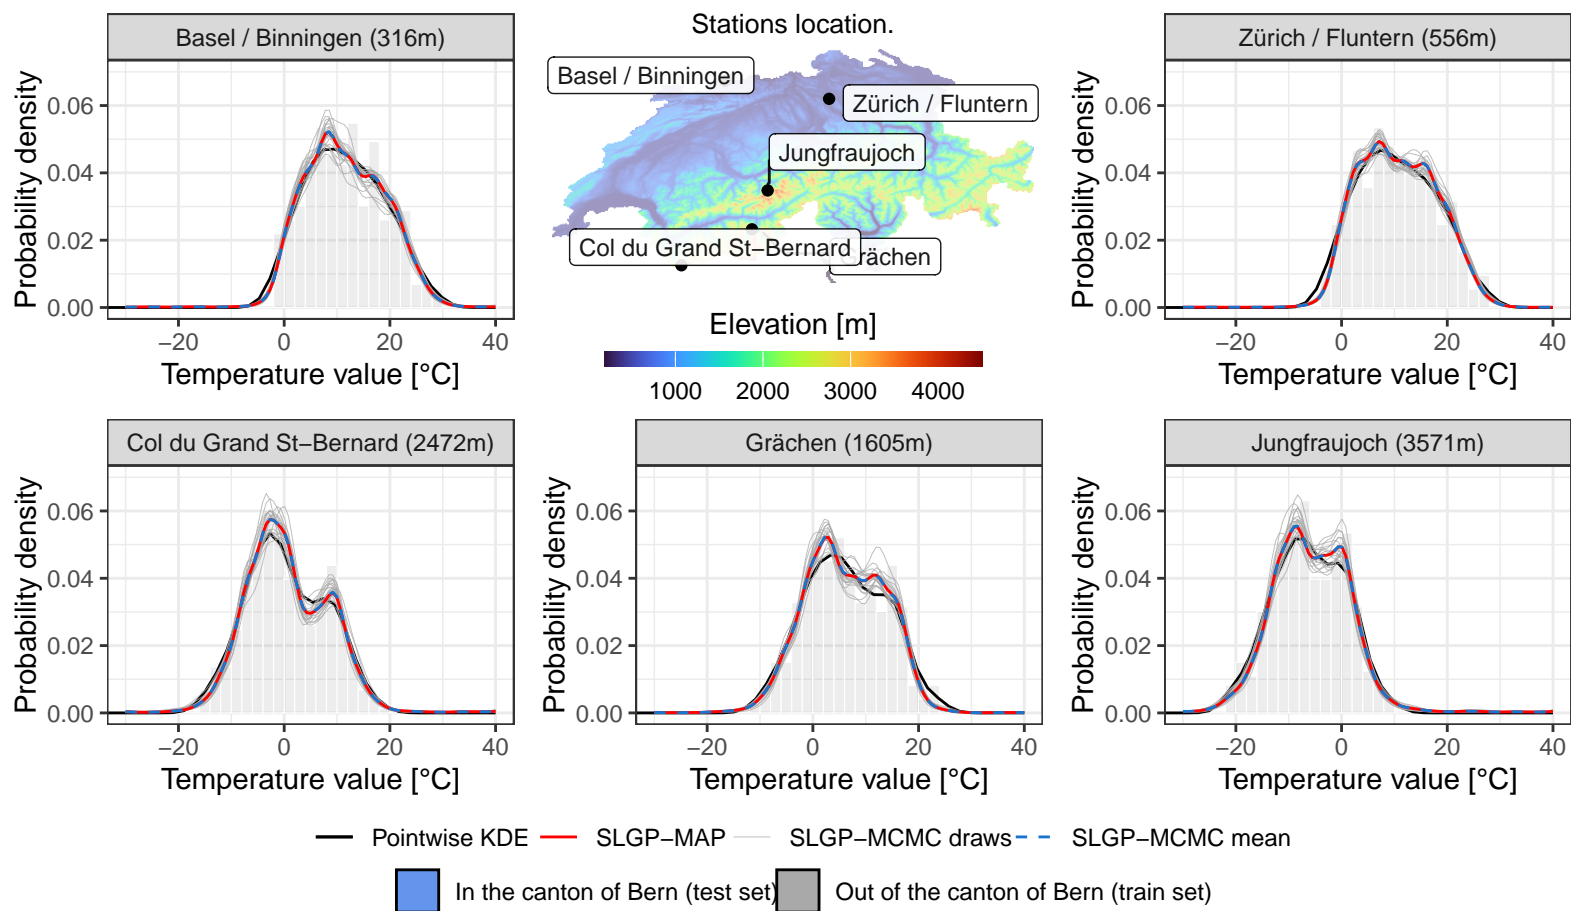 Basel / Binningen (316m)
Probability density
0.06
0.04
0.02
0.00
−20 0 20 40
Temperature value [°C]
Stations location.
Basel / Binningen
Zürich / Fluntern
Jungfraujoch
Col du Grand St−Bernard
Grächen
Elevation [m]
1000 2000 3000 4000
Zürich / Fluntern (556m)
Probability density
0.06
0.04
0.02
0.00
−20 0 20 40
Temperature value [°C]
Col du Grand St−Bernard (2472m)
Probability density
0.06
0.04
0.02
0.00
−20 0 20 40
Temperature value [°C]
Grächen (1605m)
Probability density
0.06
0.04
0.02
0.00
−20 0 20 40
Temperature value [°C]
Jungfraujoch (3571m)
Probability density
0.06
0.04
0.02
0.00
−20 0 20 40
Temperature value [°C]
Pointwise KDE SLGP−MAP SLGP−MCMC draws SLGP−MCMC mean
In the canton of Bern (test set) Out of the canton of Bern (train set)